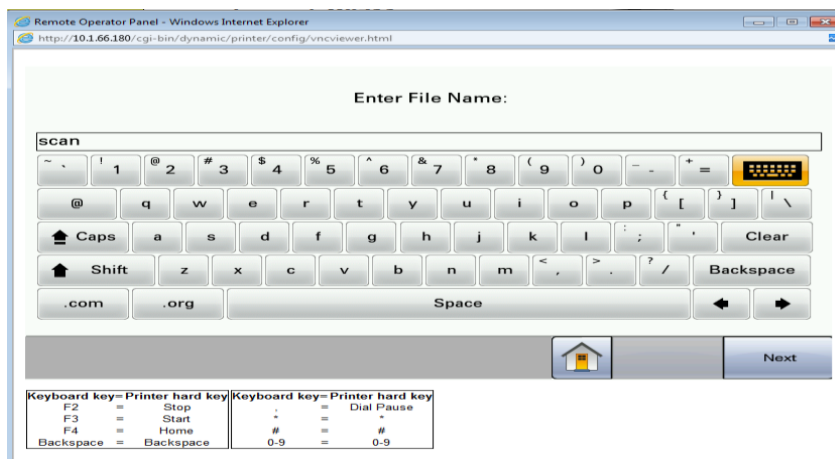 Remote Operator Panel - Windows Internet Explorer
http://10.1.66.180/cgi-bin/dynamic/printer/config/vncviewer.html
Enter File Name:
scan
~ ` ! 1 @ 2 # 3 $ 4 % 5 ^ 6 & 7 * 8 ( 9 ) 0 _ - + =
@ q w e r t y u i o p { [ } ] | \
Caps a s d f g h j k l : ; " ' Clear
Shift z x c v b n m < , > . ? / Backspace
.com .org Space
Next
Keyboard key=Printer hard key Keyboard key=Printer hard key
F2 = Stop , = Dial Pause
F3 = Start * = *
F4 = Home # = #
Backspace = Backspace 0-9 = 0-9